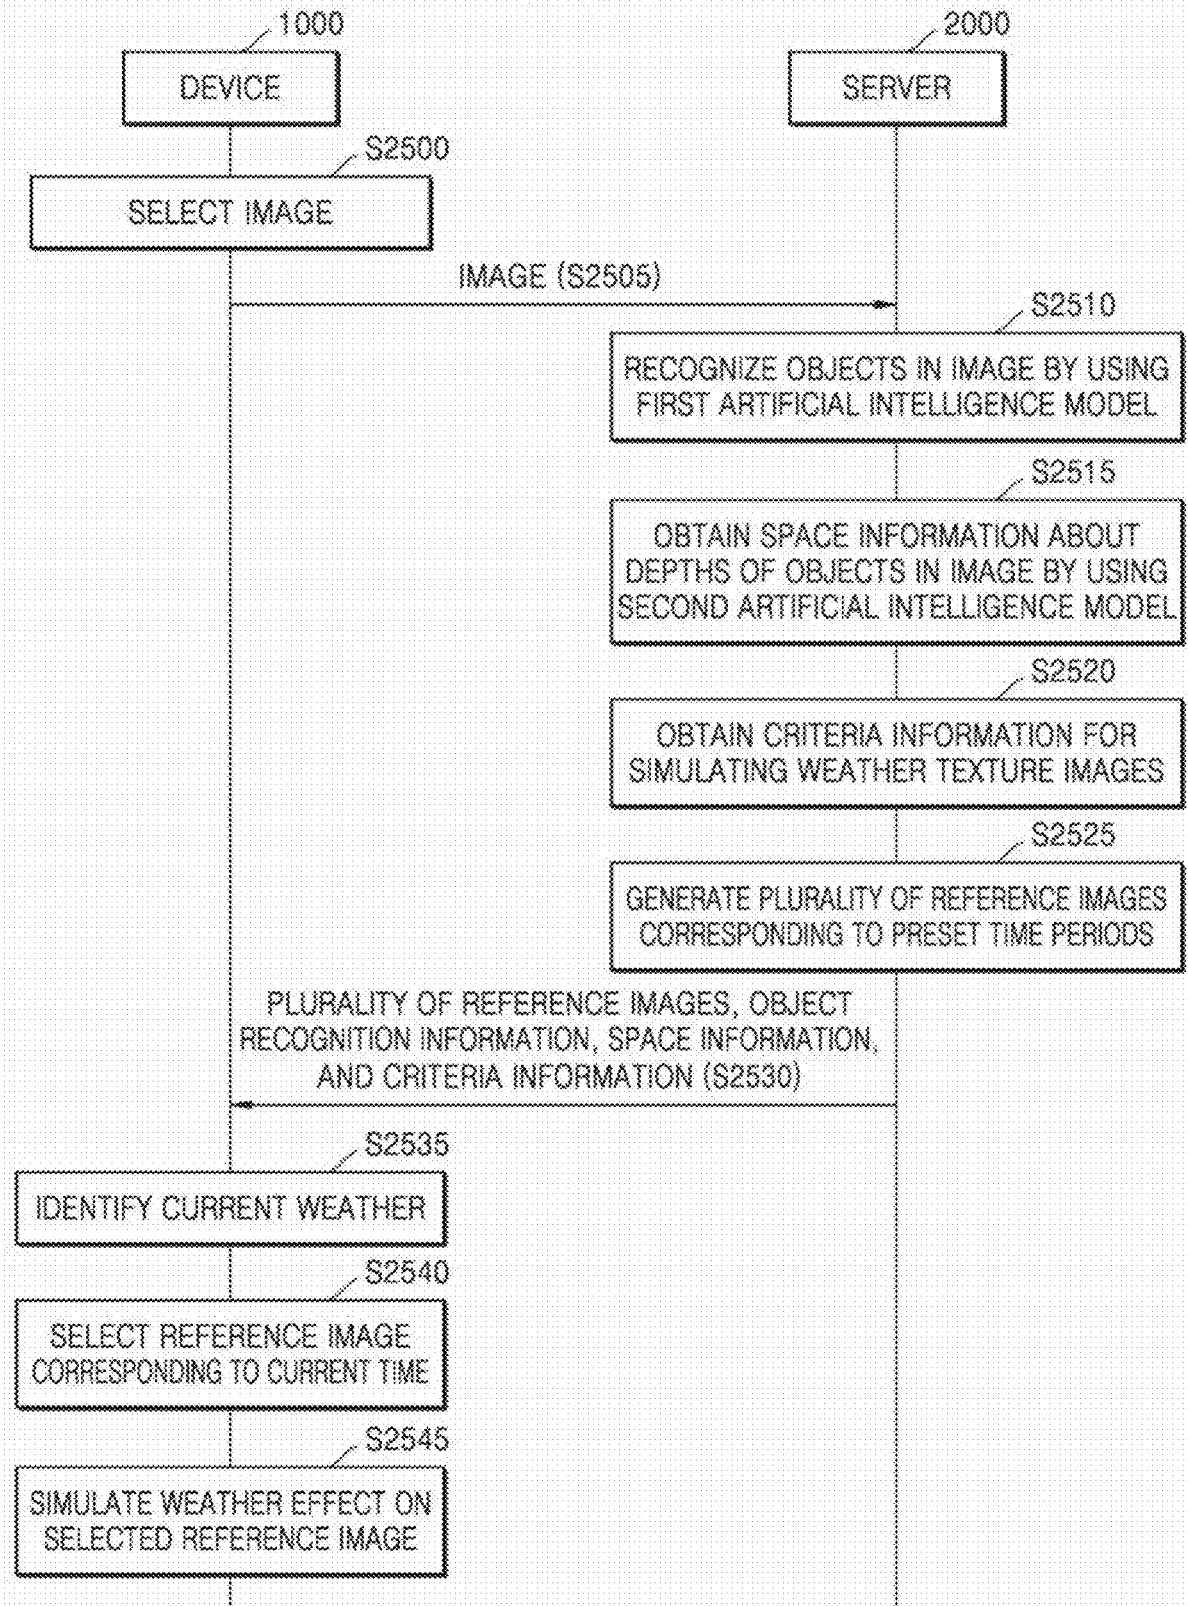 1000
2000
DEVICE
SERVER
S2500
SELECT IMAGE
IMAGE (S2505)
S2510
RECOGNIZE OBJECTS IN IMAGE BY USING
FIRST ARTIFICIAL INTELLIGENCE MODEL
S2515
OBTAIN SPACE INFORMATION ABOUT
DEPTHS OF OBJECTS IN IMAGE BY USING
SECOND ARTIFICIAL INTELLIGENCE MODEL
S2520
OBTAIN CRITERIA INFORMATION FOR
SIMULATING WEATHER TEXTURE IMAGES
S2525
GENERATE PLURALITY OF REFERENCE IMAGES
CORRESPONDING TO PRESET TIME PERIODS
PLURALITY OF REFERENCE IMAGES, OBJECT
RECOGNITION INFORMATION, SPACE INFORMATION,
AND CRITERIA INFORMATION (S2530)
S2535
IDENTIFY CURRENT WEATHER
S2540
SELECT REFERENCE IMAGE
CORRESPONDING TO CURRENT TIME
S2545
SIMULATE WEATHER EFFECT ON
SELECTED REFERENCE IMAGE